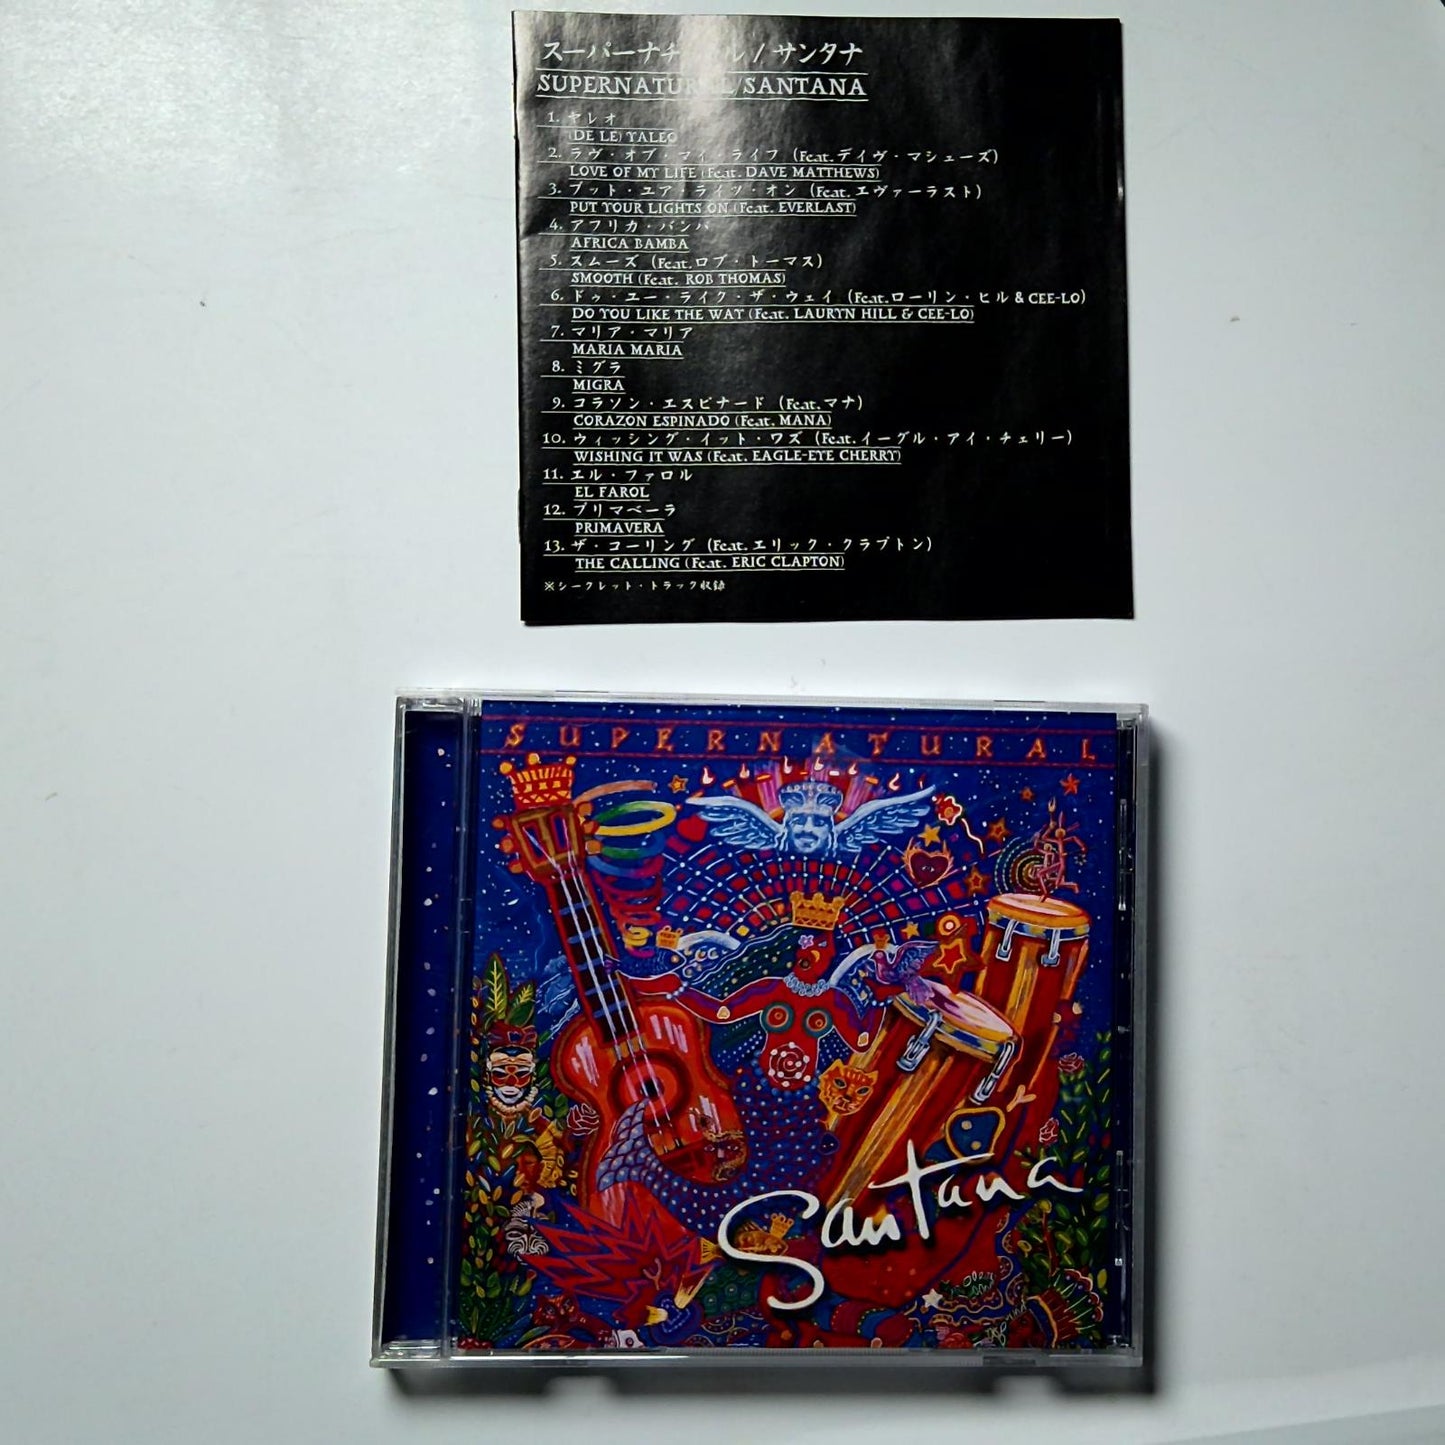 スーパーナチュラル / サンタナ
SUPERNATURAL/SANTANA
1. ヤレオ
(DE LE) YALEO
2. ラヴ・オブ・マイ・ライフ (Feat. デイヴ・マシューズ)
LOVE OF MY LIFE (Feat. DAVE MATTHEWS)
3. プット・ユア・ライツ・オン (Feat. エヴァーラスト)
PUT YOUR LIGHTS ON (Feat. EVERLAST)
4. アフリカ・バンバ
AFRICA BAMBA
5. スムーズ (Feat. ロブ・トーマス)
SMOOTH (Feat. ROB THOMAS)
6. ドゥ・ユー・ライク・ザ・ウェイ (Feat. ローリン・ヒル & CEE-LO)
DO YOU LIKE THE WAY (Feat. LAURYN HILL & CEE-LO)
7. マリア・マリア
MARIA MARIA
8. ミグラ
MIGRA
9. コラソン・エスピナード (Feat. マナ)
CORAZON ESPINADO (Feat. MANA)
10. ウィッシング・イット・ワズ (Feat. イーグル・アイ・チェリー)
WISHING IT WAS (Feat. EAGLE-EYE CHERRY)
11. エル・ファロル
EL FAROL
12. プリマベーラ
PRIMAVERA
13. ザ・コーリング (Feat. エリック・クラプトン)
THE CALLING (Feat. ERIC CLAPTON)
※シークレット・トラック収録
SUPERNATURAL
Santana